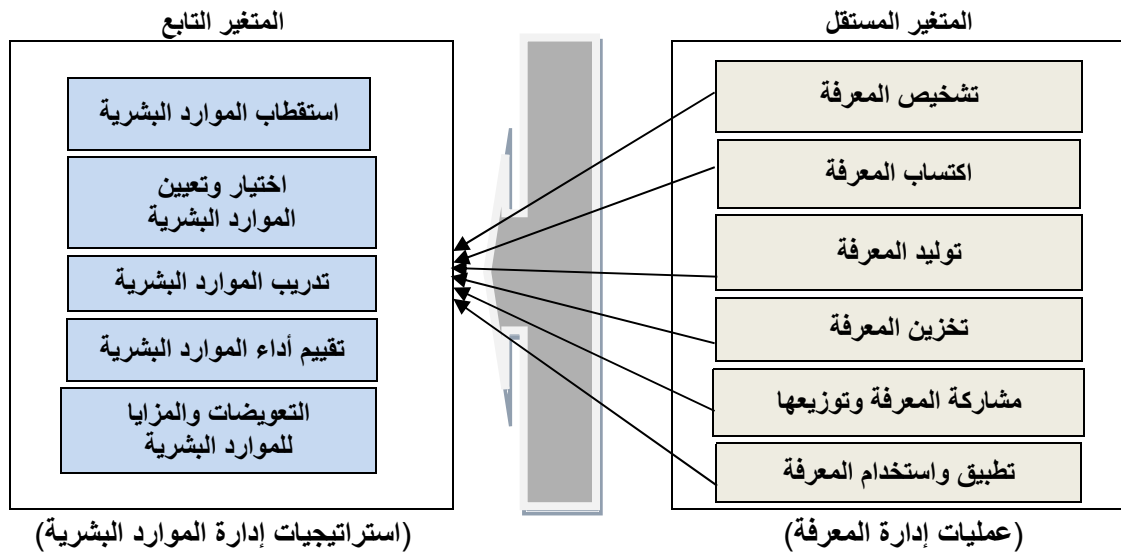 المتغير المستقل
تشخيص المعرفة
اكتساب المعرفة
توليد المعرفة
تخزين المعرفة
مشاركة المعرفة وتوزيعها
تطبيق واستخدام المعرفة
(عمليات إدارة المعرفة)
المتغير التابع
استقطاب الموارد البشرية
اختيار وتعيين
الموارد البشرية
تدريب الموارد البشرية
تقييم أداء الموارد البشرية
التعويضات والمزايا
للموارد البشرية
(استراتيجيات إدارة الموارد البشرية)